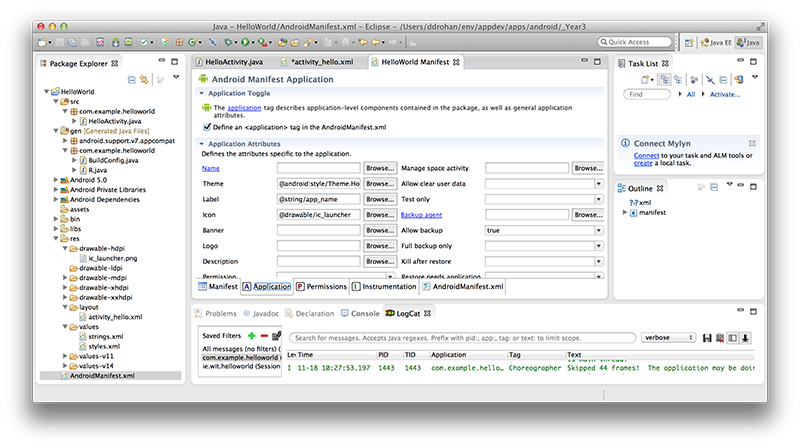 Java – HelloWorld/AndroidManifest.xml – Eclipse – /Users/ddrohan/env/appdev/apps/android/_Year3
Quick Access
Java EE
Java
Package Explorer
HelloWorld
src
com.example.helloworld
HelloActivity.java
gen [Generated Java Files]
android.support.v7.appcompat
com.example.helloworld
BuildConfig.java
R.java
Android 5.0
Android Private Libraries
Android Dependencies
assets
bin
libs
res
drawable-hdpi
ic_launcher.png
drawable-ldpi
drawable-mdpi
drawable-xhdpi
drawable-xxhdpi
layout
activity_hello.xml
values
strings.xml
styles.xml
values-v11
values-v14
AndroidManifest.xml
HelloActivity.java
*activity_hello.xml
HelloWorld Manifest
Android Manifest Application
Application Toggle
The application tag describes application-level components contained in the package, as well as general application
attributes.
Define an <application> tag in the AndroidManifest.xml
Application Attributes
Defines the attributes specific to the application.
Name Browse... Manage space activity Browse...
Theme @android:style/Theme.Ho Browse... Allow clear user data
Label @string/app_name Browse... Test only
Icon @drawable/ic_launcher Browse... Backup agent Browse...
Banner Browse... Allow backup true
Logo Browse... Full backup only
Description Browse... Kill after restore
Permission Restore needs application
Manifest
A Application
P Permissions
I Instrumentation
AndroidManifest.xml
Task List
Find
All
Activate...
Connect Mylyn
Connect to your task and ALM tools or
create a local task.
Outline
xml
manifest
Problems
Javadoc
Declaration
Console
LogCat
Saved Filters
All messages (no filters) (
com.example.helloworld (
ie.wit.helloworld (Session
Search for messages. Accepts Java regexes. Prefix with pid:, app:, tag: or text: to limit scope.
verbose
Le Time PID TID Application Tag Text
its main thread.
I 11-18 10:27:53.197 1443 1443 com.example.hello... Choreographer Skipped 44 frames! The application may be doin